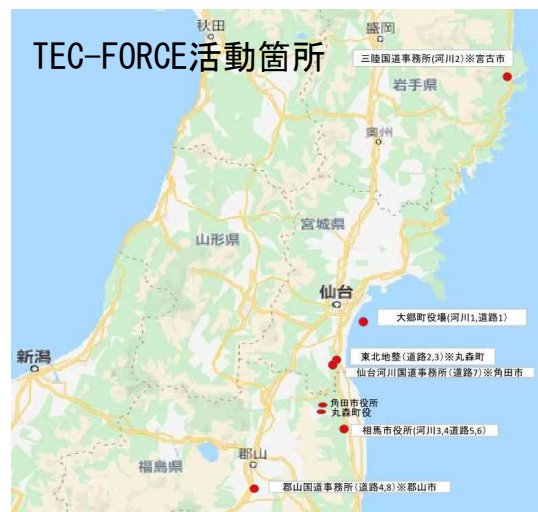 秋田
盛岡
TEC-FORCE活動箇所
三陸国道事務所(河川2)※宮古市
岩手県
奥州
宮城県
山形県
仙台
大郷町役場(河川1,道路1)
新潟
東北地整(道路2,3)※丸森町
仙台河川国道事務所(道路7)※角田市
角田市役所
丸森町役
相馬市役所(河川3,4道路5,6)
郡山
福島県
郡山国道事務所(道路4,8)※郡山市